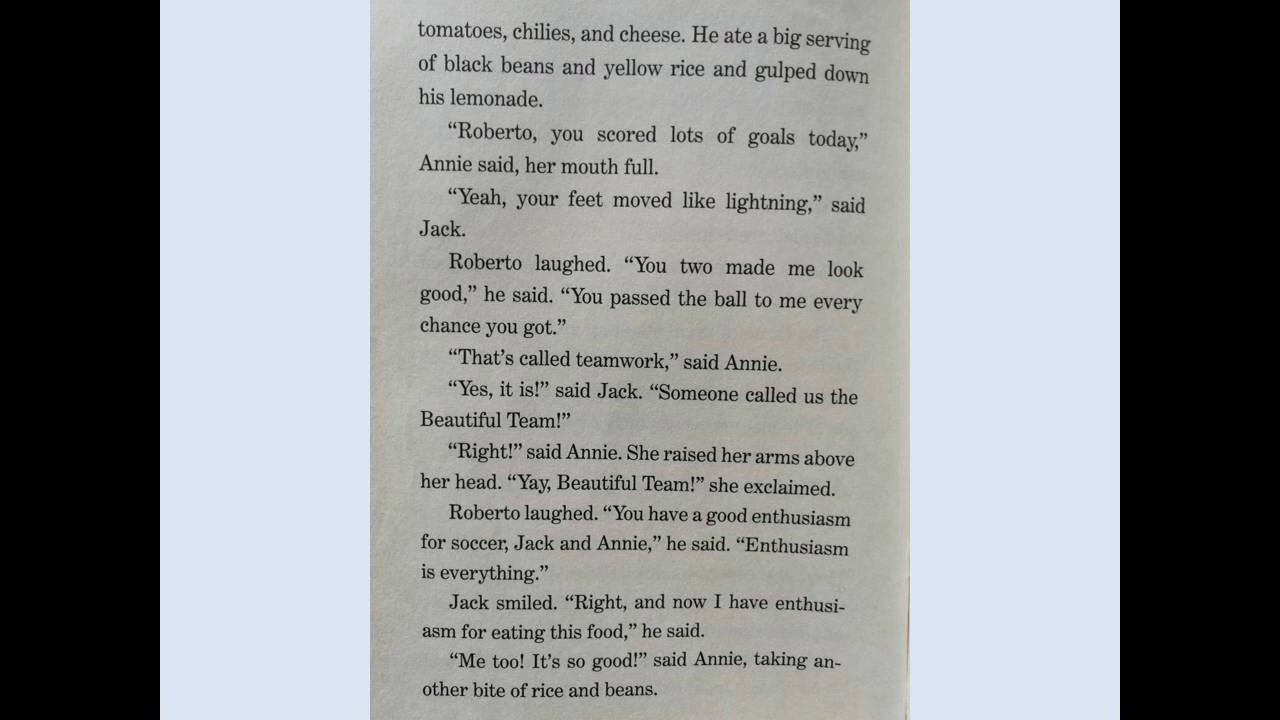 tomatoes, chilies, and cheese. He ate a big serving
of black beans and yellow rice and gulped down
his lemonade.
“Roberto, you scored lots of goals today,”
Annie said, her mouth full.
“Yeah, your feet moved like lightning,” said
Jack.
Roberto laughed. “You two made me look
good,” he said. “You passed the ball to me every
chance you got.”
“That’s called teamwork,” said Annie.
“Yes, it is!” said Jack. “Someone called us the
Beautiful Team!”
“Right!” said Annie. She raised her arms above
her head. “Yay, Beautiful Team!” she exclaimed.
Roberto laughed. “You have a good enthusiasm
for soccer, Jack and Annie,” he said. “Enthusiasm
is everything.”
Jack smiled. “Right, and now I have enthusi-
asm for eating this food,” he said.
“Me too! It’s so good!” said Annie, taking an-
other bite of rice and beans.